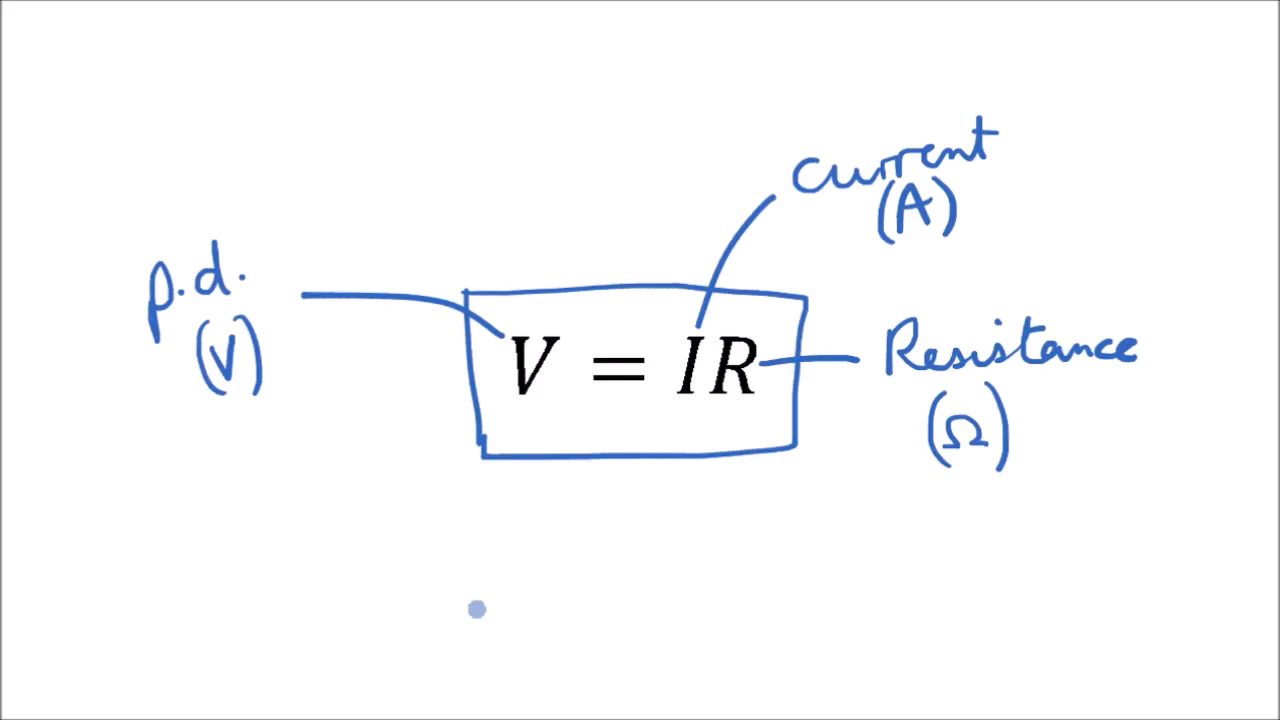 current
(A)
p.d.
(V)
V = IR
Resistance
(Ω)